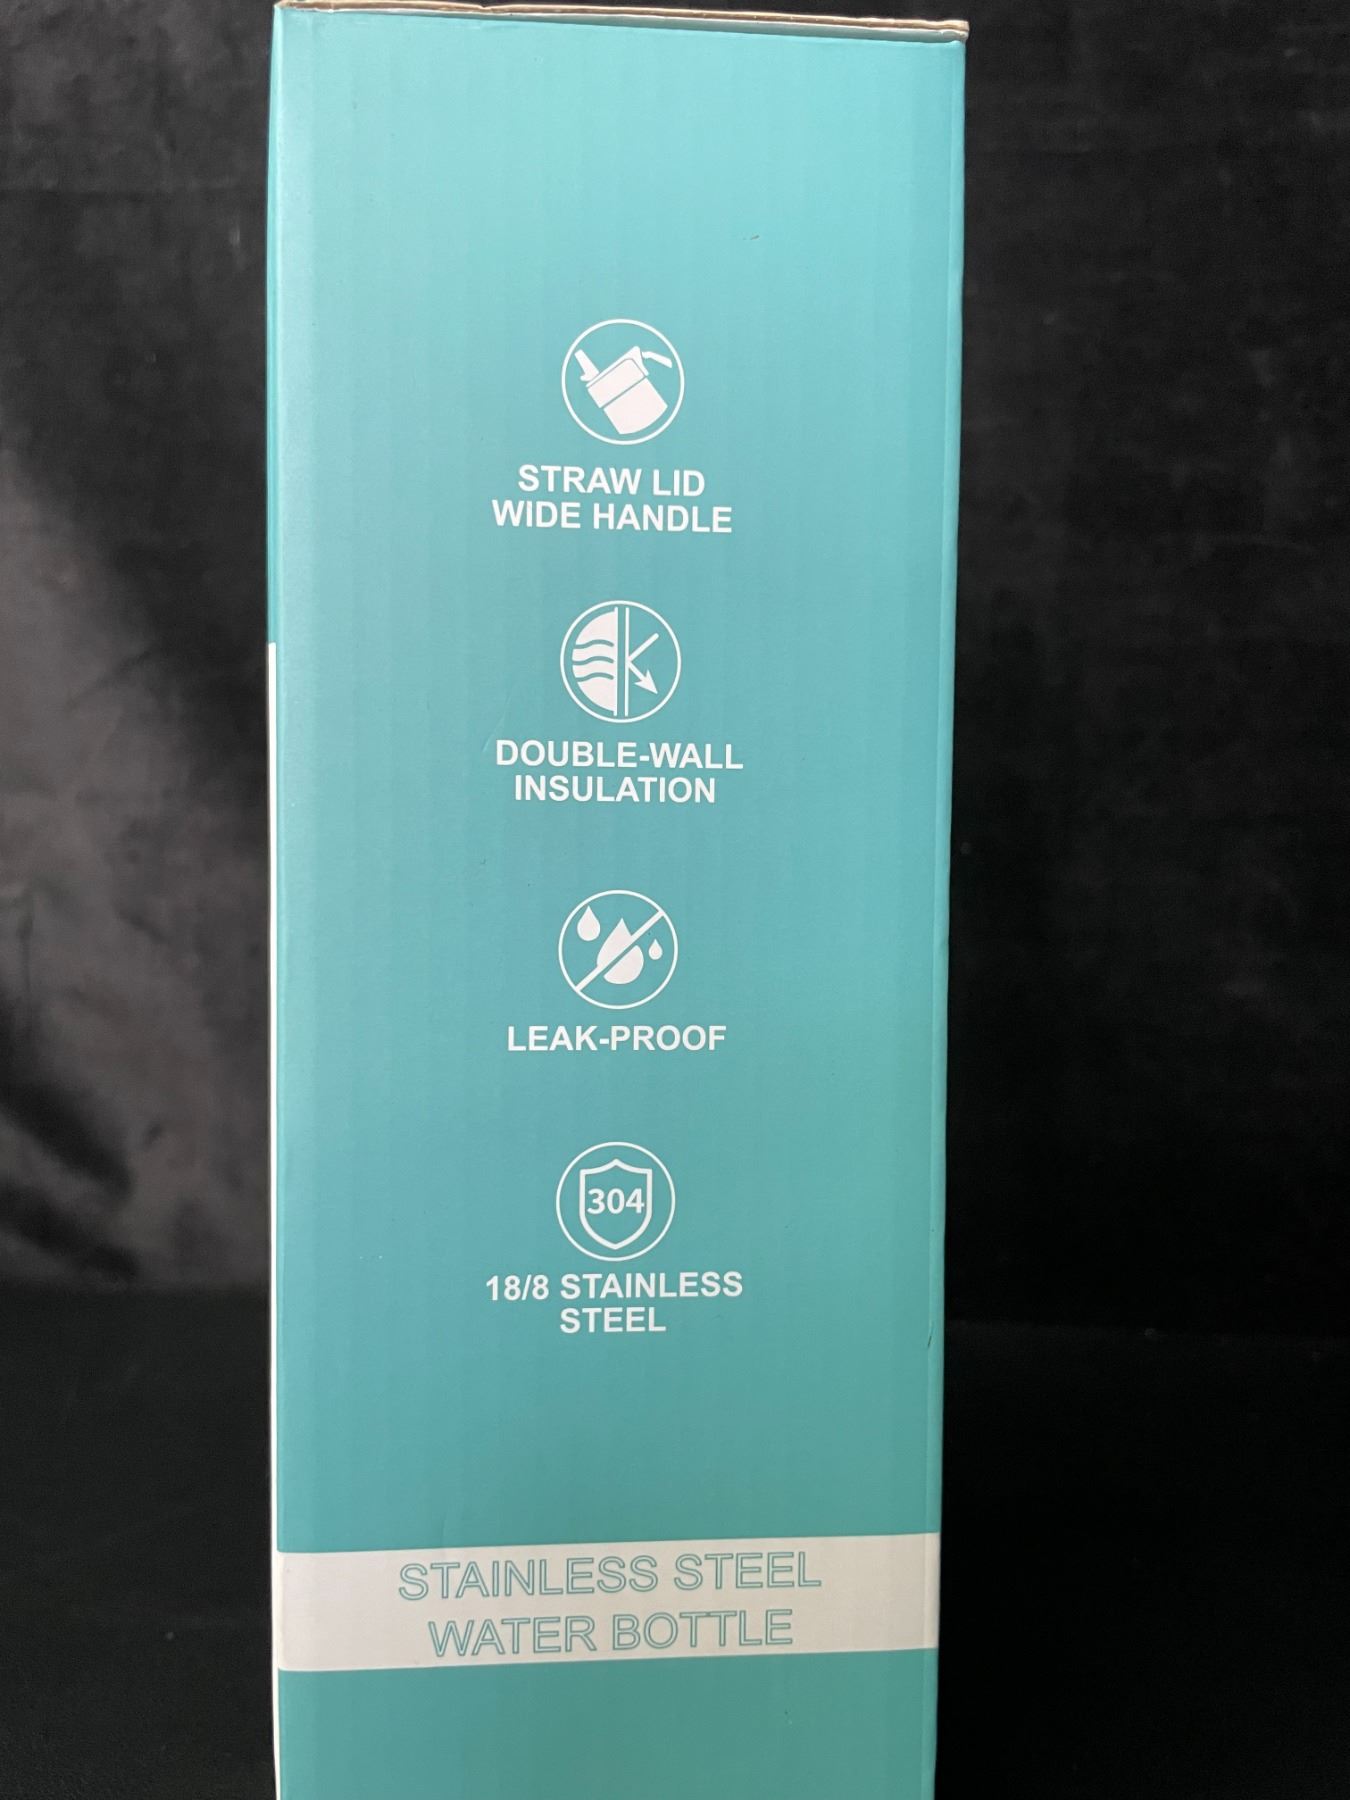 STRAW LID
WIDE HANDLE
DOUBLE-WALL
INSULATION
LEAK-PROOF
304
18/8 STAINLESS
STEEL
STAINLESS STEEL
WATER BOTTLE